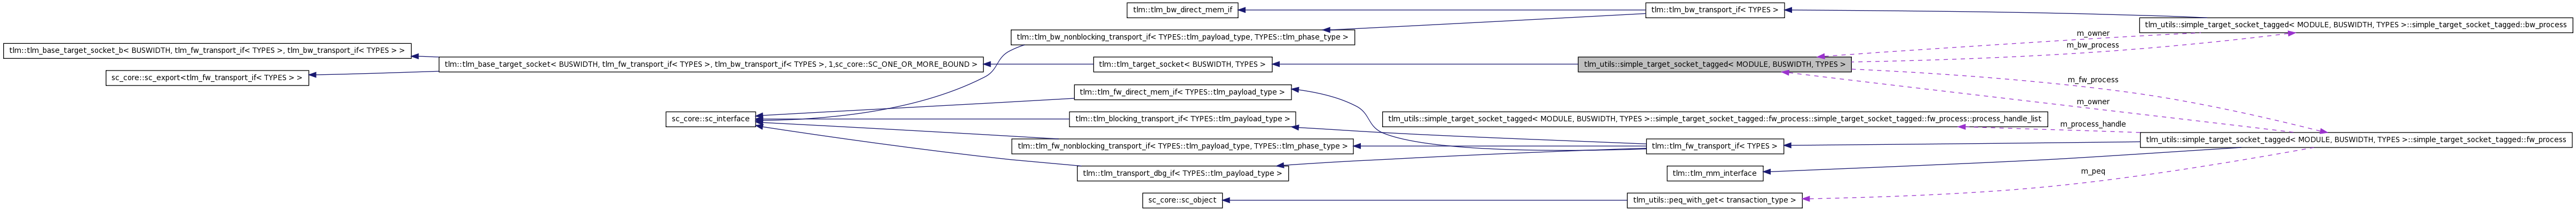 tlm::tlm_bw_direct_mem_if
tlm::tlm_bw_transport_if< TYPES >
tlm_utils::simple_target_socket_tagged< MODULE, BUSWIDTH, TYPES >::simple_target_socket_tagged::bw_process
m_owner
tlm::tlm_bw_nonblocking_transport_if< TYPES::tlm_payload_type, TYPES::tlm_phase_type >
m_bw_process
tlm::tlm_base_target_socket_b< BUSWIDTH, tlm_fw_transport_if< TYPES >, tlm_bw_transport_if< TYPES > >
tlm::tlm_base_target_socket< BUSWIDTH, tlm_fw_transport_if< TYPES >, tlm_bw_transport_if< TYPES >, 1,sc_core::SC_ONE_OR_MORE_BOUND >
tlm::tlm_target_socket< BUSWIDTH, TYPES >
tlm_utils::simple_target_socket_tagged< MODULE, BUSWIDTH, TYPES >
sc_core::sc_export<tlm_fw_transport_if< TYPES > >
m_fw_process
tlm::tlm_fw_direct_mem_if< TYPES::tlm_payload_type >
m_owner
sc_core::sc_interface
tlm::tlm_blocking_transport_if< TYPES::tlm_payload_type >
tlm_utils::simple_target_socket_tagged< MODULE, BUSWIDTH, TYPES >::simple_target_socket_tagged::fw_process::simple_target_socket_tagged::fw_process::process_handle_list
m_process_handle
tlm_utils::simple_target_socket_tagged< MODULE, BUSWIDTH, TYPES >::simple_target_socket_tagged::fw_process
tlm::tlm_fw_nonblocking_transport_if< TYPES::tlm_payload_type, TYPES::tlm_phase_type >
tlm::tlm_fw_transport_if< TYPES >
tlm::tlm_transport_dbg_if< TYPES::tlm_payload_type >
tlm::tlm_mm_interface
m_peq
sc_core::sc_object
tlm_utils::peq_with_get< transaction_type >